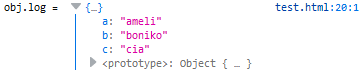 obj.log = ▼ {…} test.html:20:1
a: "ameli"
b: "boniko"
c: "cia"
▶ <prototype>: Object { … }